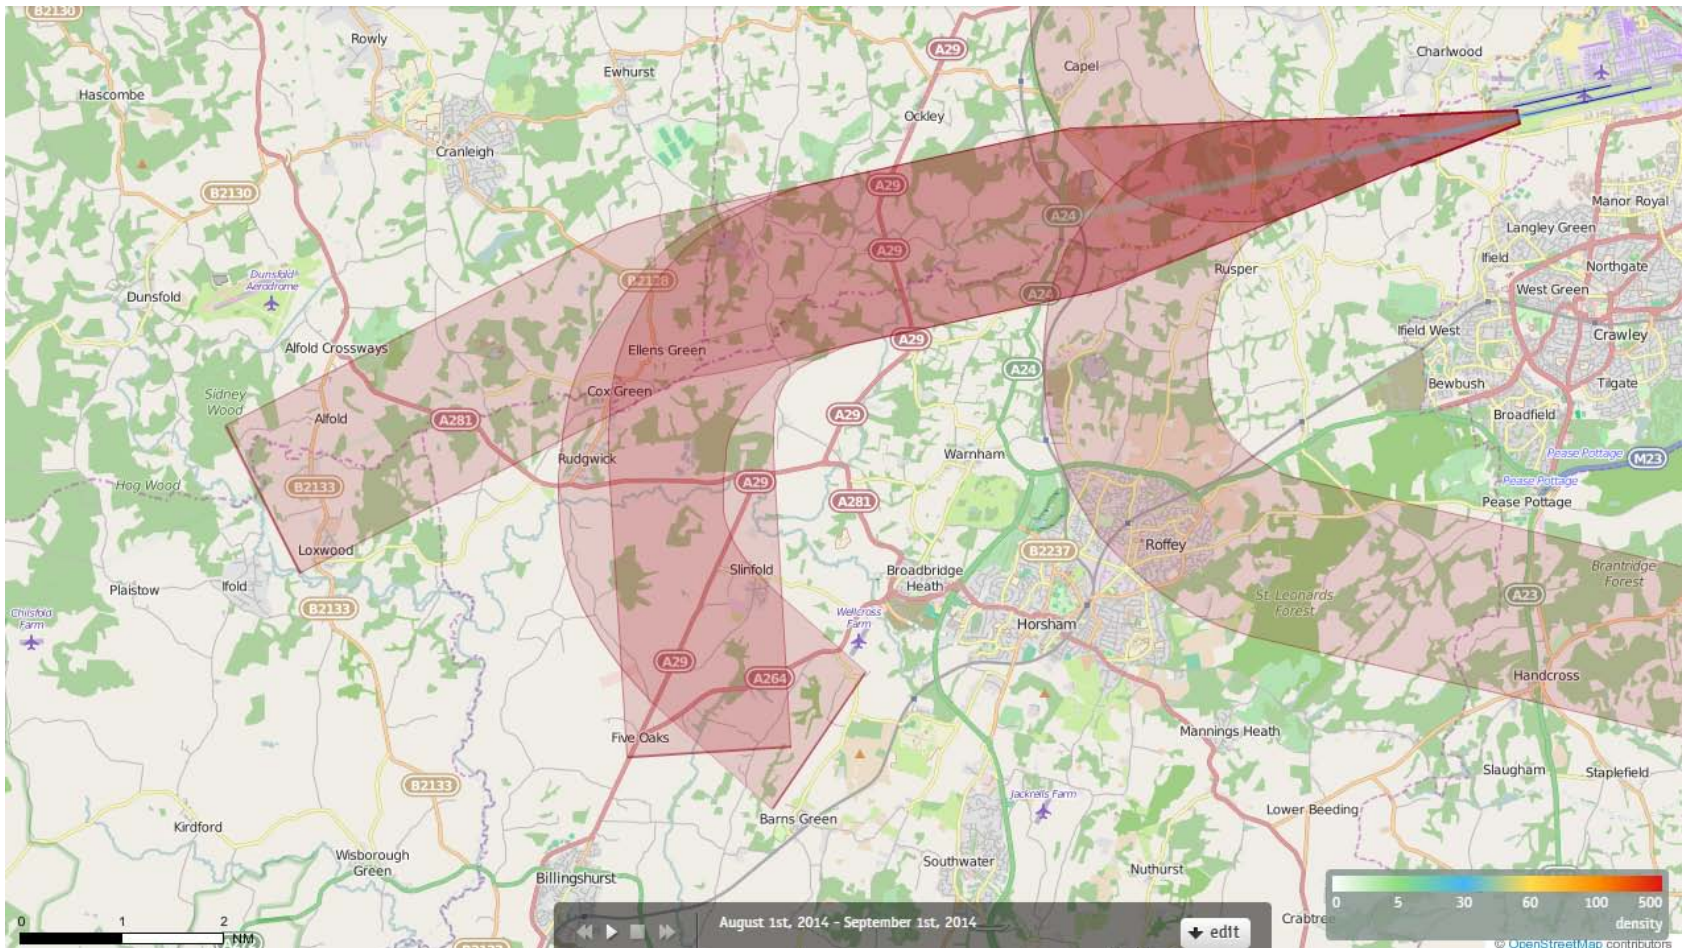 B2130
Rowly
Hascombe
Ewhurst
A29
Capel
Charlwood
Ockley
Cranleigh
B2130
A29
A24
Manor Royal
Langley Green
Ifield
Northgate
A29
Rusper
Dunsfold
Aerodrome
Dunsfold
B2128
A24
West Green
Ifield West
Crawley
Alfold Crossways
Ellens Green
A29
A24
Bewbush
Tilgate
Sidney
Wood
Cox Green
Alfold
A281
A29
Broadfield
Rudgwick
Warnham
Pease Pottage
M23
Hog Wood
B2133
A29
A281
Pease Pottage
Pease Pottage
Loxwood
B2237
Roffey
Plaistow
Ifold
Slinfold
Broadbridge
Heath
St. Leonards
Forest
A23
Brantridge
Forest
B2133
Chilsfold
Farm
Wellcross
Farm
Horsham
A29
A264
Handcross
Five Oaks
Mannings Heath
B2133
Slaugham
Staplefield
Jackrells Farm
Lower Beeding
Kirdford
Barns Green
Wisborough
Green
Billingshurst
Southwater
Nuthurst
0 1 2
NM
August 1st, 2014 - September 1st, 2014
edit
Crabtree
0 5 30 60 100 500
density
© OpenStreetMap contributors